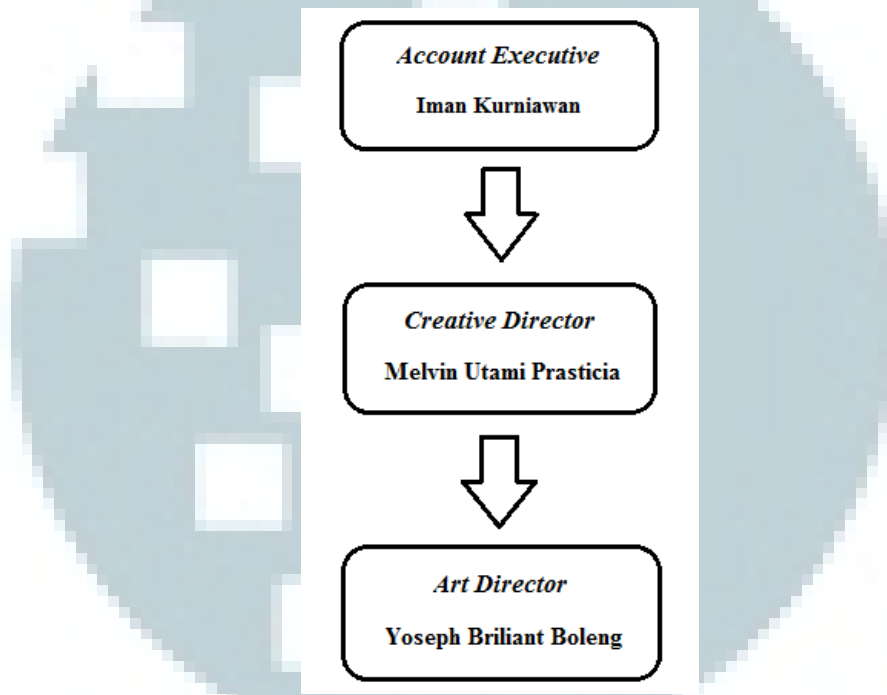 Account Executive
Iman Kurniawan
Creative Director
Melvin Utami Prasticia
Art Director
Yoseph Briliant Boleng